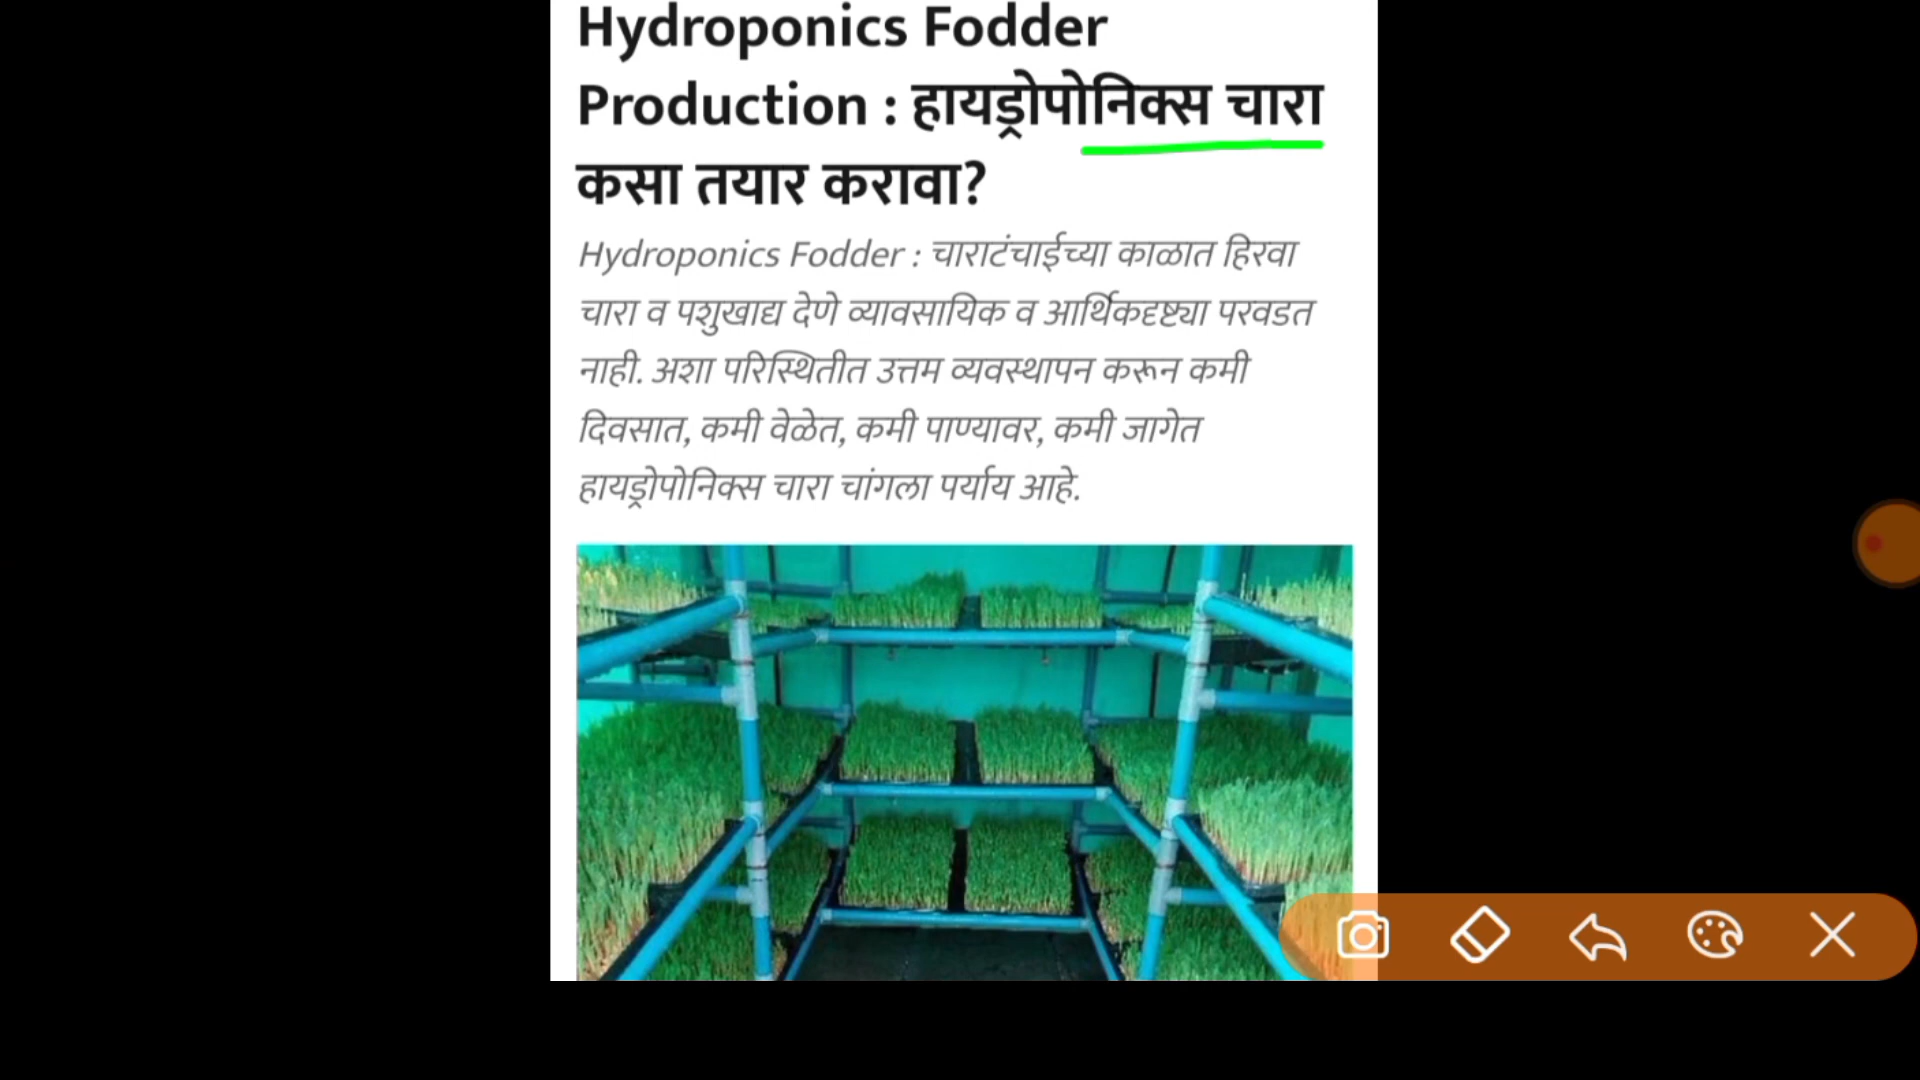 Hydroponics Fodder
Production : हायड्रोपोनिक्स चारा
कसा तयार करावा?
Hydroponics Fodder : चाराटंचाईच्या काळात हिरवा
चारा व पशुखाद्य देणे व्यावसायिक व आर्थिकदृष्ट्या परवडत
नाही. अशा परिस्थितीत उत्तम व्यवस्थापन करून कमी
दिवसात, कमी वेळेत, कमी पाण्यावर, कमी जागेत
हायड्रोपोनिक्स चारा चांगला पर्याय आहे.